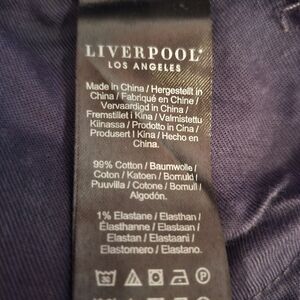 LIVERPOOL
LOS ANGELES
Made in China / Hergestellt in
China / Fabriqué en Chine /
Vervaardigd in China /
Fremstillet i Kina / Valmistettu
Kiinassa / Prodotto in Cina /
Produsert i Kina / Hecho en
China.
99% Cotton / Baumwolle /
Coton / Katoen / Bomuld /
Puuvilla / Cotone / Bomull /
Algodón.
1% Elastane / Elasthan /
Élasthanne / Elastaan /
Elastan / Elastaani /
Elastomero / Elastano.
30
P